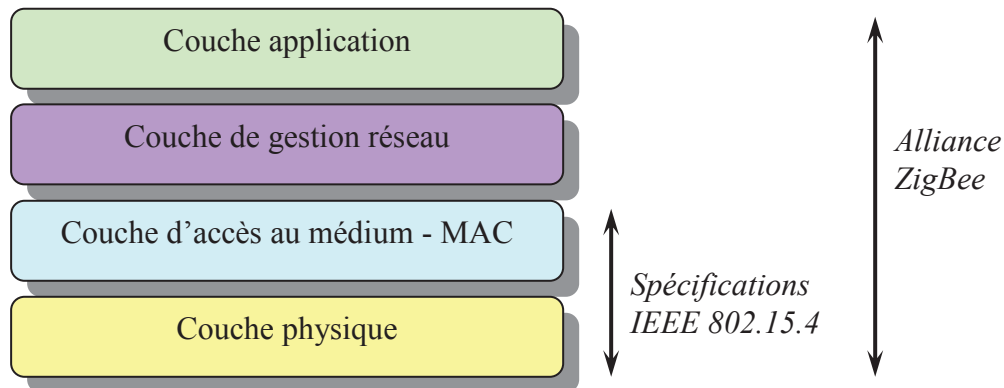 Couche application
Couche de gestion réseau
Couche d'accès au médium - MAC
Couche physique
Spécifications
IEEE 802.15.4
Alliance
ZigBee